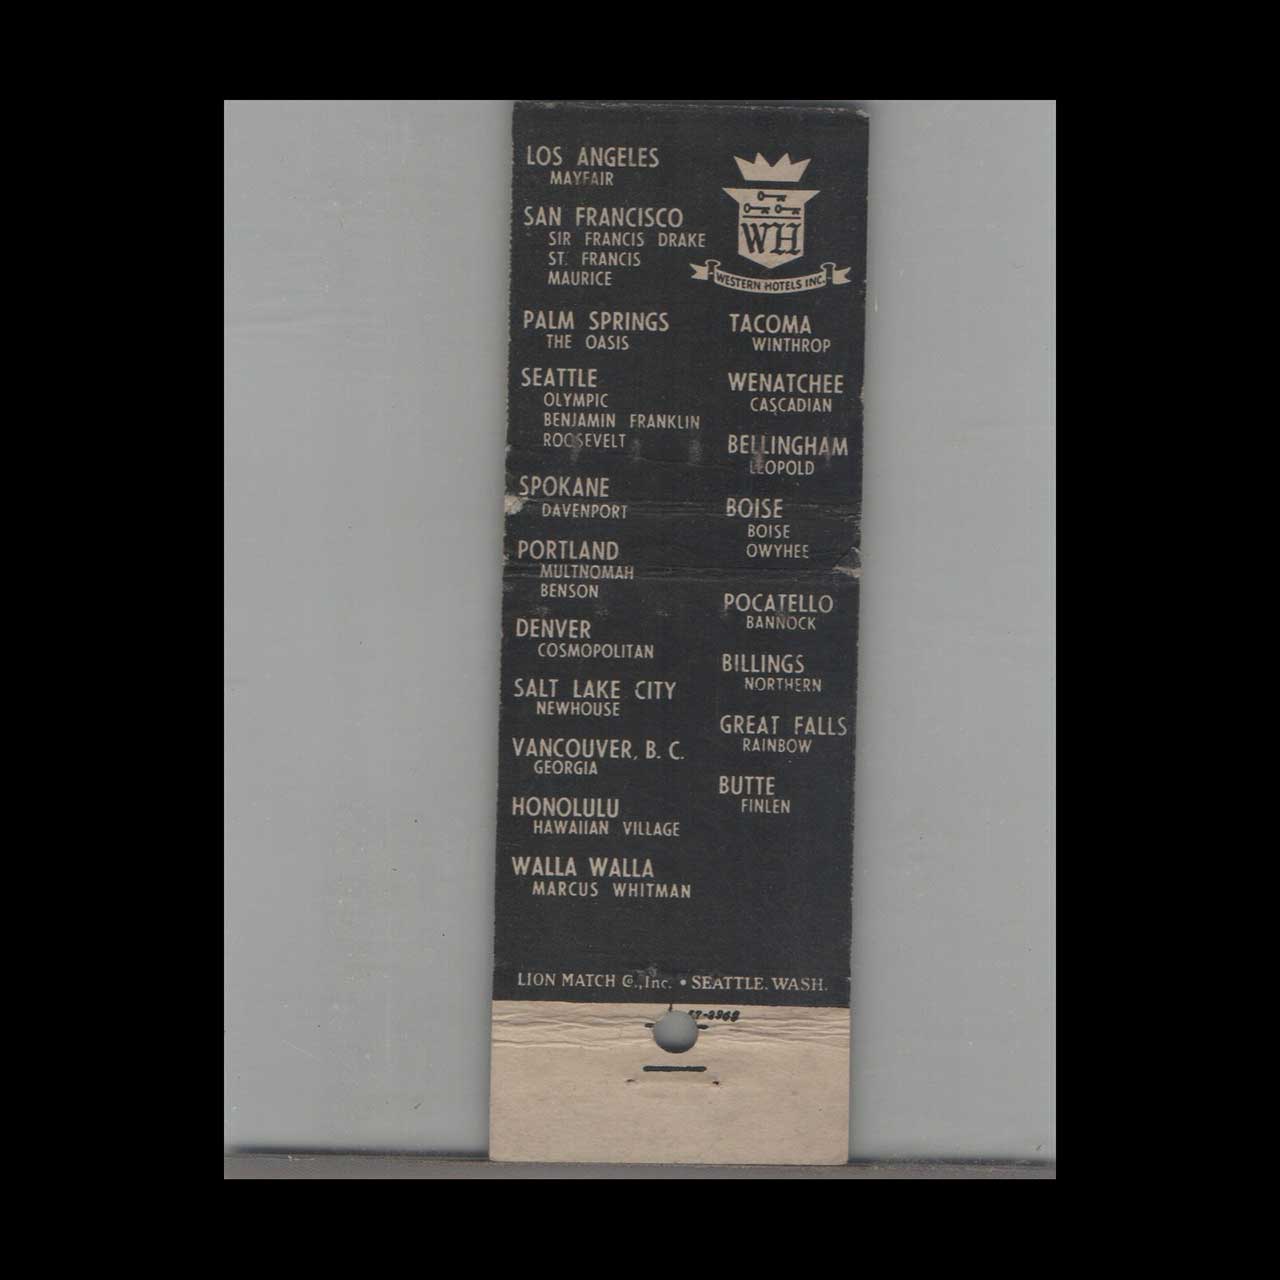 LOS ANGELES
MAYFAIR
SAN FRANCISCO
SIR FRANCIS DRAKE
ST. FRANCIS
MAURICE
PALM SPRINGS
THE OASIS
SEATTLE
OLYMPIC
BENJAMIN FRANKLIN
ROOSEVELT
SPOKANE
DAVENPORT
PORTLAND
MULTNOMAH
BENSON
DENVER
COSMOPOLITAN
SALT LAKE CITY
NEWHOUSE
VANCOUVER, B. C.
GEORGIA
HONOLULU
HAWAIIAN VILLAGE
WALLA WALLA
MARCUS WHITMAN
WH
WESTERN HOTELS INC.
TACOMA
WINTHROP
WENATCHEE
CASCADIAN
BELLINGHAM
LEOPOLD
BOISE
BOISE
OWYHEE
POCATELLO
BANNOCK
BILLINGS
NORTHERN
GREAT FALLS
RAINBOW
BUTTE
FINLEN
LION MATCH Co., Inc. • SEATTLE. WASH.